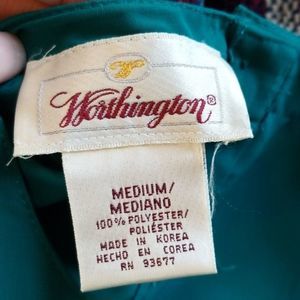 Worthington®
MEDIUM/
MEDIANO
100% POLYESTER/
POLIÉSTER
MADE IN KOREA
HECHO EN COREA
RN 93677